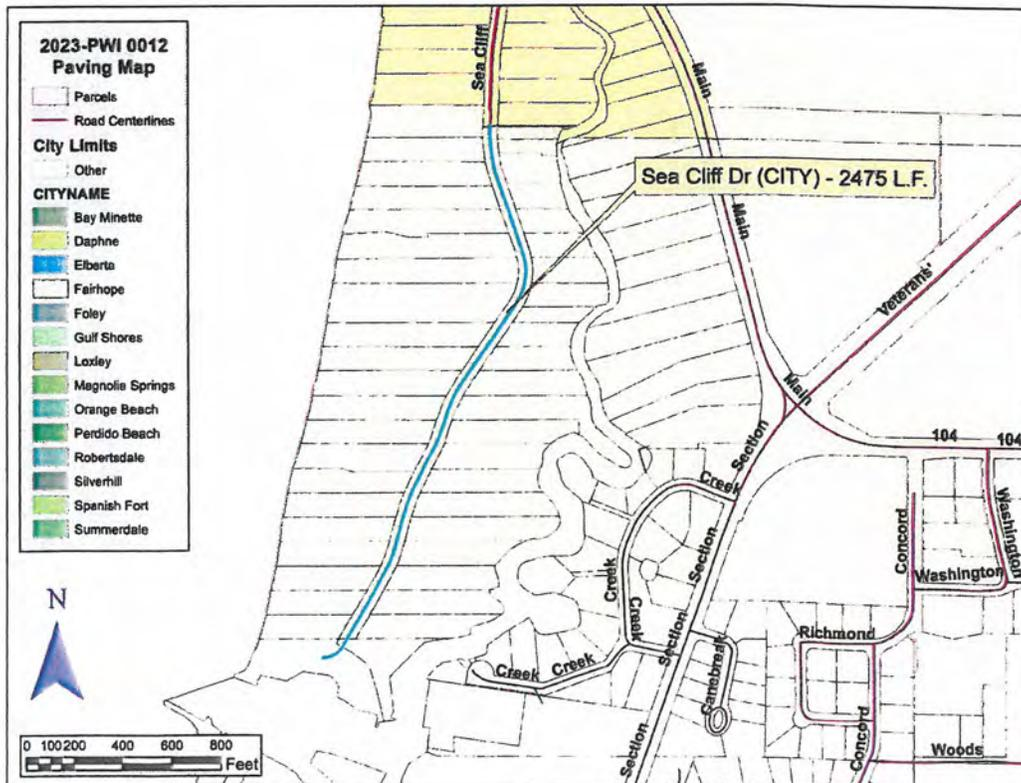 2023-PWI 0012
Paving Map
Parcels
Road Centerlines
City Limits
Other
CITYNAME
Bay Minette
Daphne
Elberta
Fairhope
Foley
Gulf Shores
Loxley
Magnolia Springs
Orange Beach
Perdido Beach
Robertsdale
Silverhill
Spanish Fort
Summerdale
N
0 100 200 400 600 800
Feet
Sea Cliff
Main
Sea Cliff Dr (CITY) - 2475 L.F.
Main
Veterans'
Main
Section
104
104
Creek
Section
Concord
Washington
Washington
Creek
Creek
Section
Richmond
Creek
Creek
Canebreak
Section
Concord
Woods